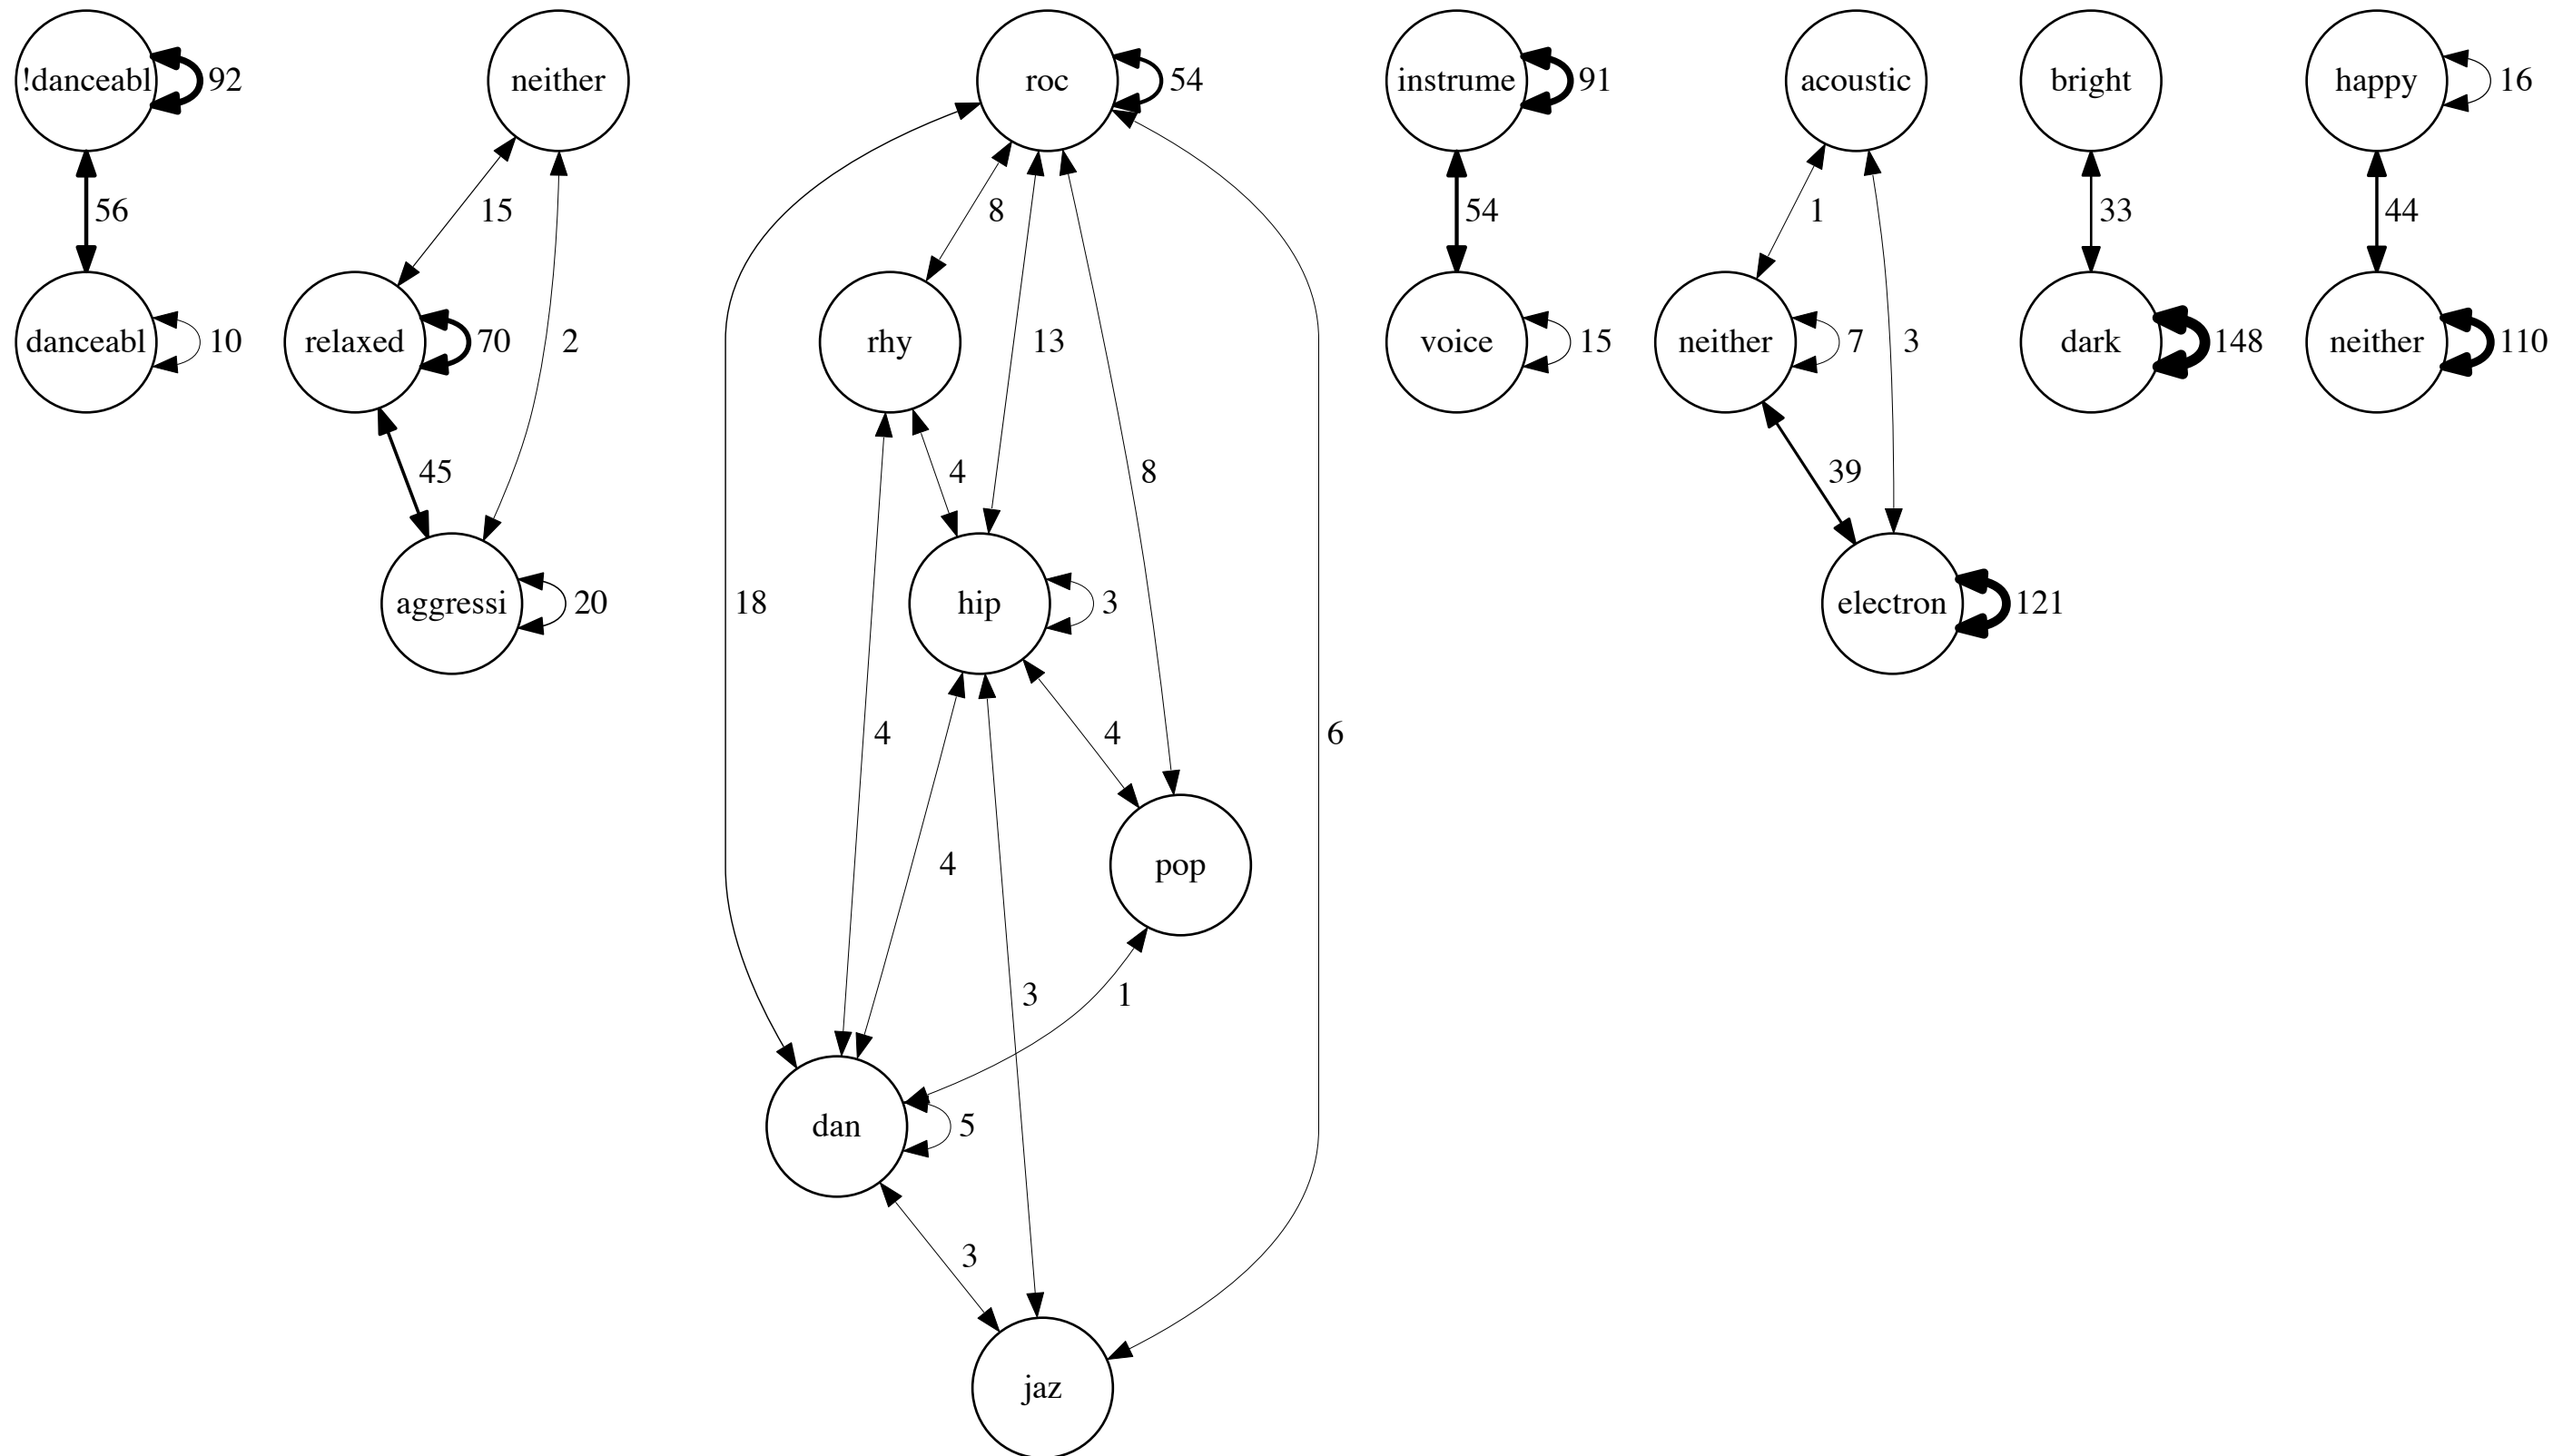 !danceabl
92
neither
roc
54
instrume
91
acoustic
bright
happy
16
56
15
8
54
1
33
44
danceabl
10
relaxed
70
2
rhy
13
voice
15
neither
7
3
dark
148
neither
110
45
4
8
39
aggressi
20
18
hip
3
electron
121
4
4
6
4
pop
3
1
dan
5
3
jaz